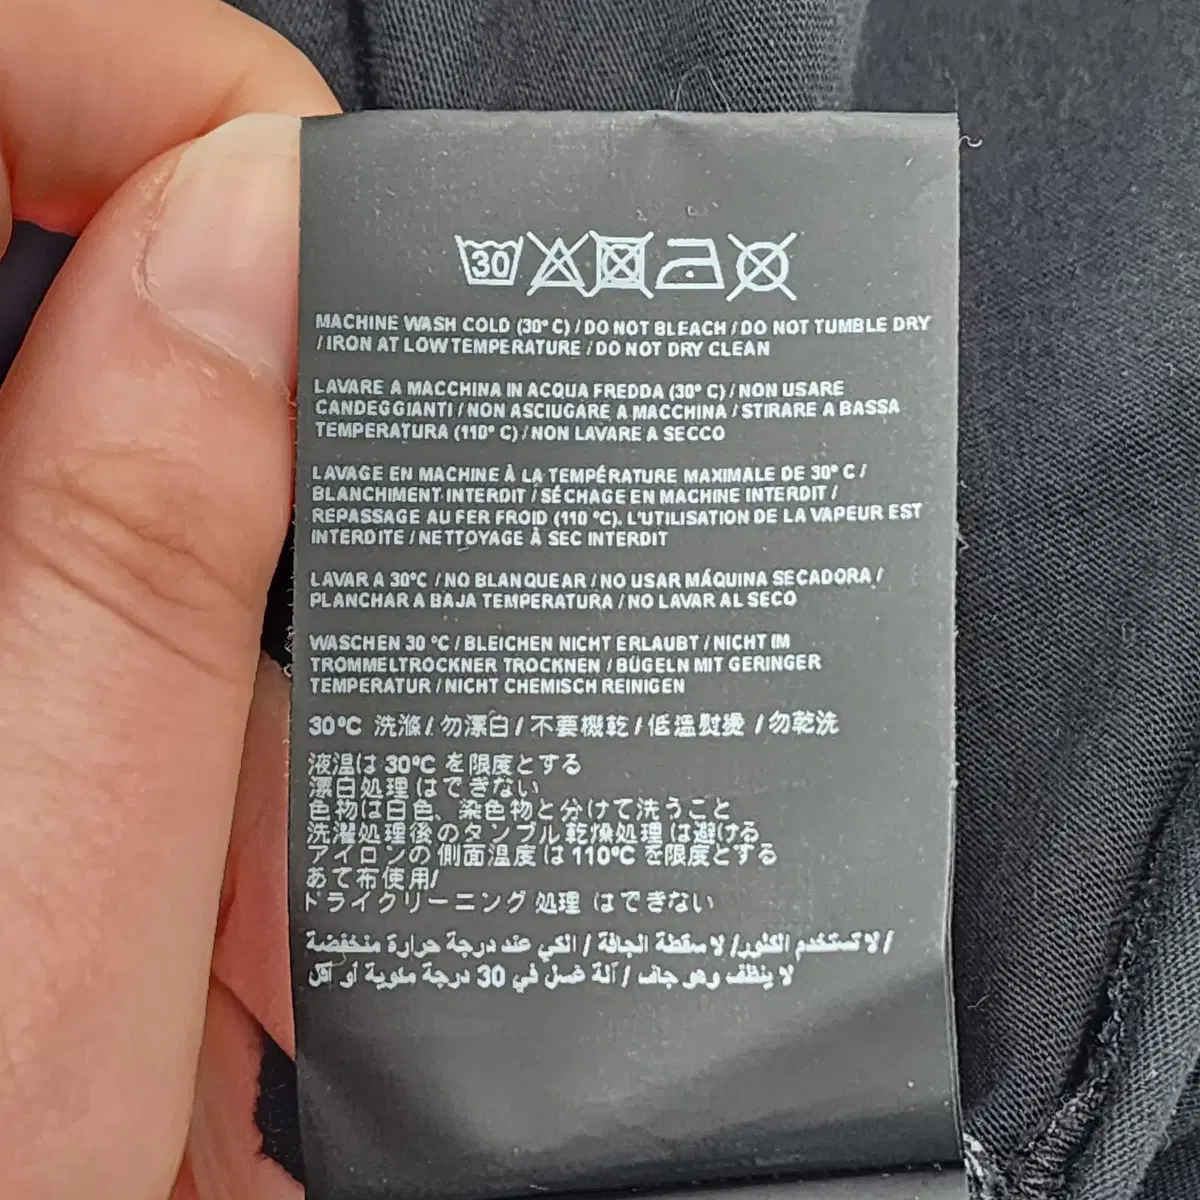 30
MACHINE WASH COLD (30° C) / DO NOT BLEACH / DO NOT TUMBLE DRY
/ IRON AT LOW TEMPERATURE / DO NOT DRY CLEAN
LAVARE A MACCHINA IN ACQUA FREDDA (30° C) / NON USARE
CANDEGGIANTI / NON ASCIUGARE A MACCHINA / STIRARE A BASSA
TEMPERATURA (110° C) / NON LAVARE A SECCO
LAVAGE EN MACHINE À LA TEMPÉRATURE MAXIMALE DE 30° C /
BLANCHIMENT INTERDIT / SÉCHAGE EN MACHINE INTERDIT /
REPASSAGE AU FER FROID (110 °C). L'UTILISATION DE LA VAPEUR EST
INTERDITE / NETTOYAGE À SEC INTERDIT
LAVAR A 30°C / NO BLANQUEAR / NO USAR MÁQUINA SECADORA /
PLANCHAR A BAJA TEMPERATURA / NO LAVAR AL SECO
WASCHEN 30 °C / BLEICHEN NICHT ERLAUBT / NICHT IM
TROMMELTROCKNER TROCKNEN / BÜGELN MIT GERINGER
TEMPERATUR / NICHT CHEMISCH REINIGEN
30°C 洗滌 / 勿漂白 / 不要機乾 / 低溫熨燙 / 勿乾洗
液温は 30°C を限度とする
漂白処理 はできない
色物は白色、染色物と分けて洗うこと
洗濯処理後のタンブル乾燥処理 は避ける
アイロンの 側面温度 は 110°C を限度とする
あて布使用/
ドライクリーニング 処理 はできない
/ لا تستخدم الكلور/ لا سقطة الجافة / الكي عند درجة حرارة منخفضة
لا ينظف وهو جاف / آلة غسل في 30 درجة مئوية أو أقل